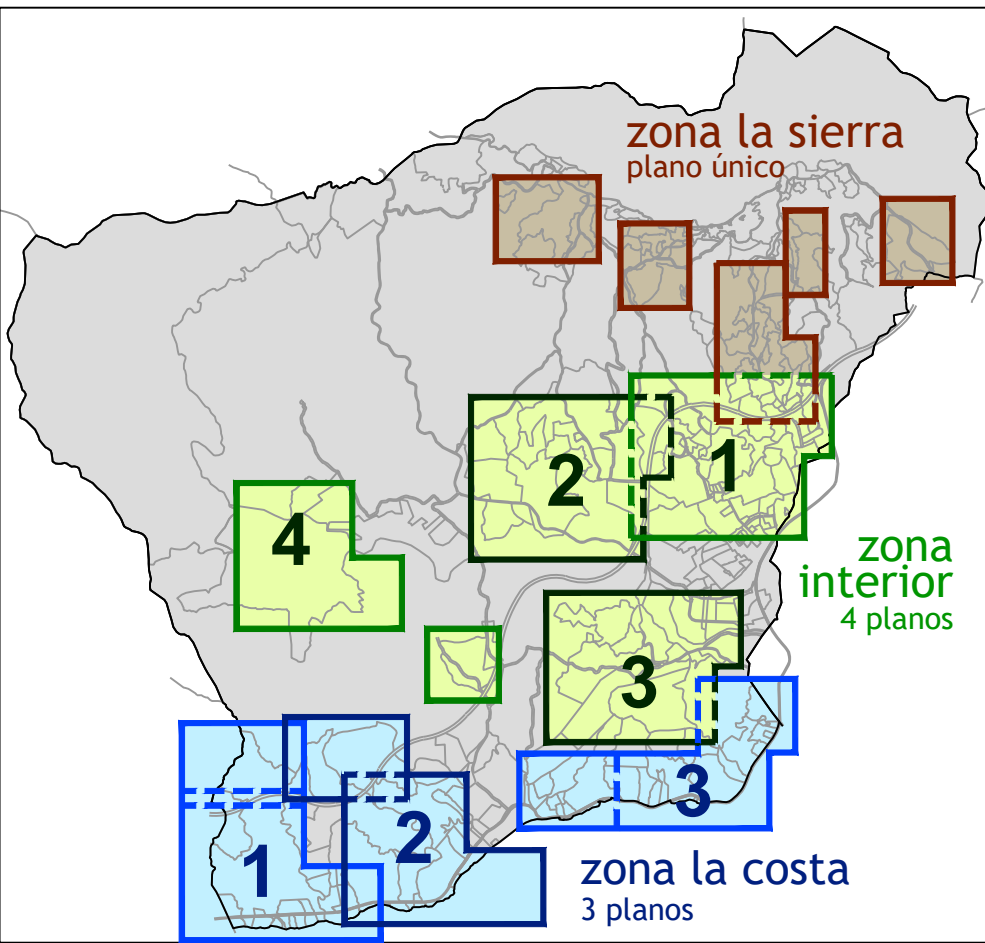 zona la sierra
plano único
2
1
4
zona
interior
4 planos
3
3
2
1
zona la costa
3 planos